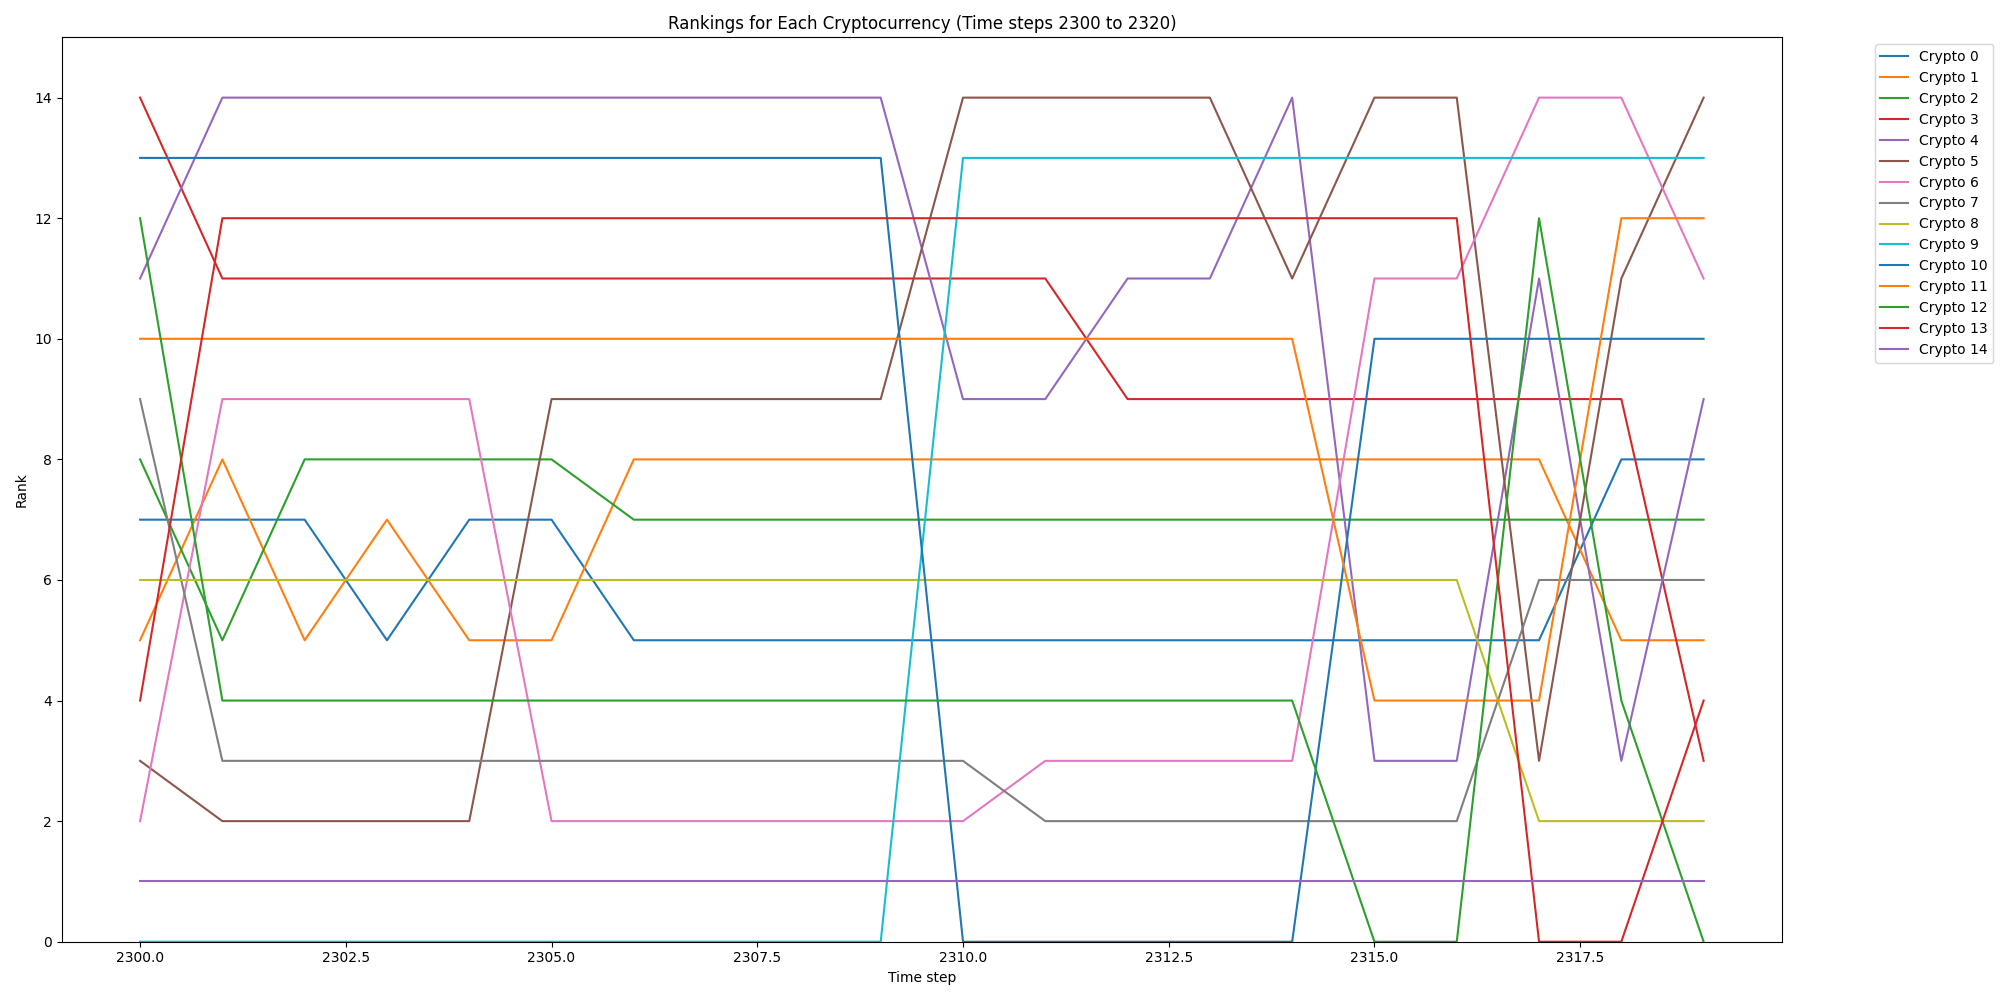 Rankings for Each Cryptocurrency (Time steps 2300 to 2320)
Rank
14
12
10
8
6
4
2
0
2300.0 2302.5 2305.0 2307.5 2310.0 2312.5 2315.0 2317.5
Time step
Crypto 0
Crypto 1
Crypto 2
Crypto 3
Crypto 4
Crypto 5
Crypto 6
Crypto 7
Crypto 8
Crypto 9
Crypto 10
Crypto 11
Crypto 12
Crypto 13
Crypto 14